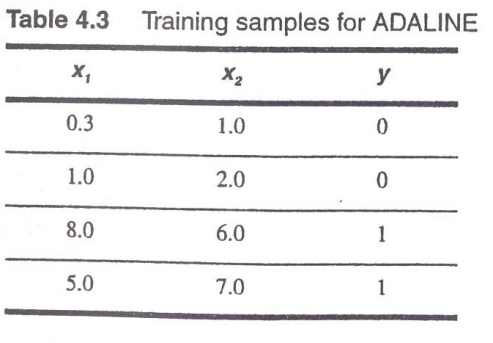 Table 4.3 Training samples for ADALINE
x₁ x₂ y
0.3 1.0 0
1.0 2.0 0
8.0 6.0 1
5.0 7.0 1